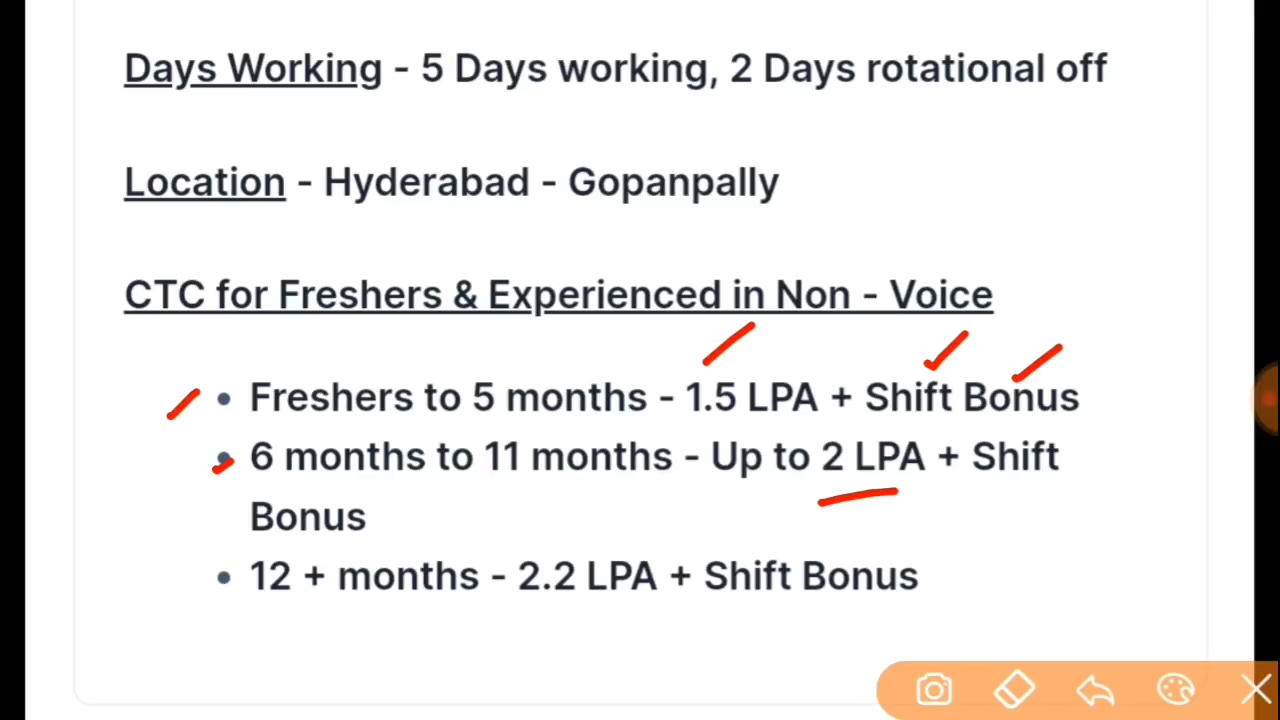 Days Working - 5 Days working, 2 Days rotational off
Location - Hyderabad - Gopanpally
CTC for Freshers & Experienced in Non - Voice
• Freshers to 5 months - 1.5 LPA + Shift Bonus
• 6 months to 11 months - Up to 2 LPA + Shift
Bonus
• 12 + months - 2.2 LPA + Shift Bonus